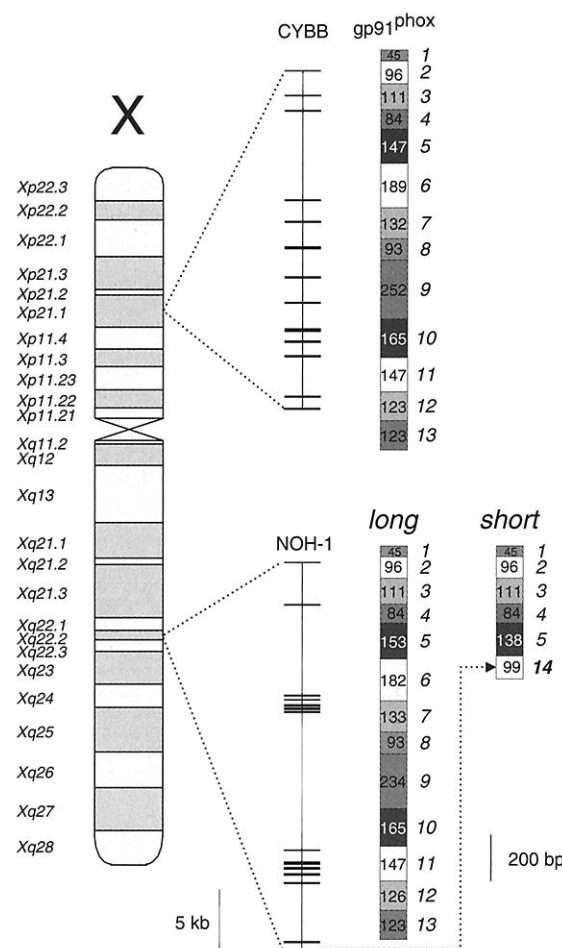 X
Xp22.3
Xp22.2
Xp22.1
Xp21.3
Xp21.2
Xp21.1
Xp11.4
Xp11.3
Xp11.23
Xp11.22
Xp11.21
Xq11.2
Xq12
Xq13
Xq21.1
Xq21.2
Xq21.3
Xq22.1
Xq22.2
Xq22.3
Xq23
Xq24
Xq25
Xq26
Xq27
Xq28
CYBB
gp91phox
45 1
96 2
111 3
84 4
147 5
189 6
132 7
93 8
252 9
165 10
147 11
123 12
123 13
NOH-1
long
45 1
96 2
111 3
84 4
153 5
182 6
133 7
93 8
234 9
165 10
147 11
126 12
123 13
short
45 1
96 2
111 3
84 4
138 5
99 14
200 bp
5 kb